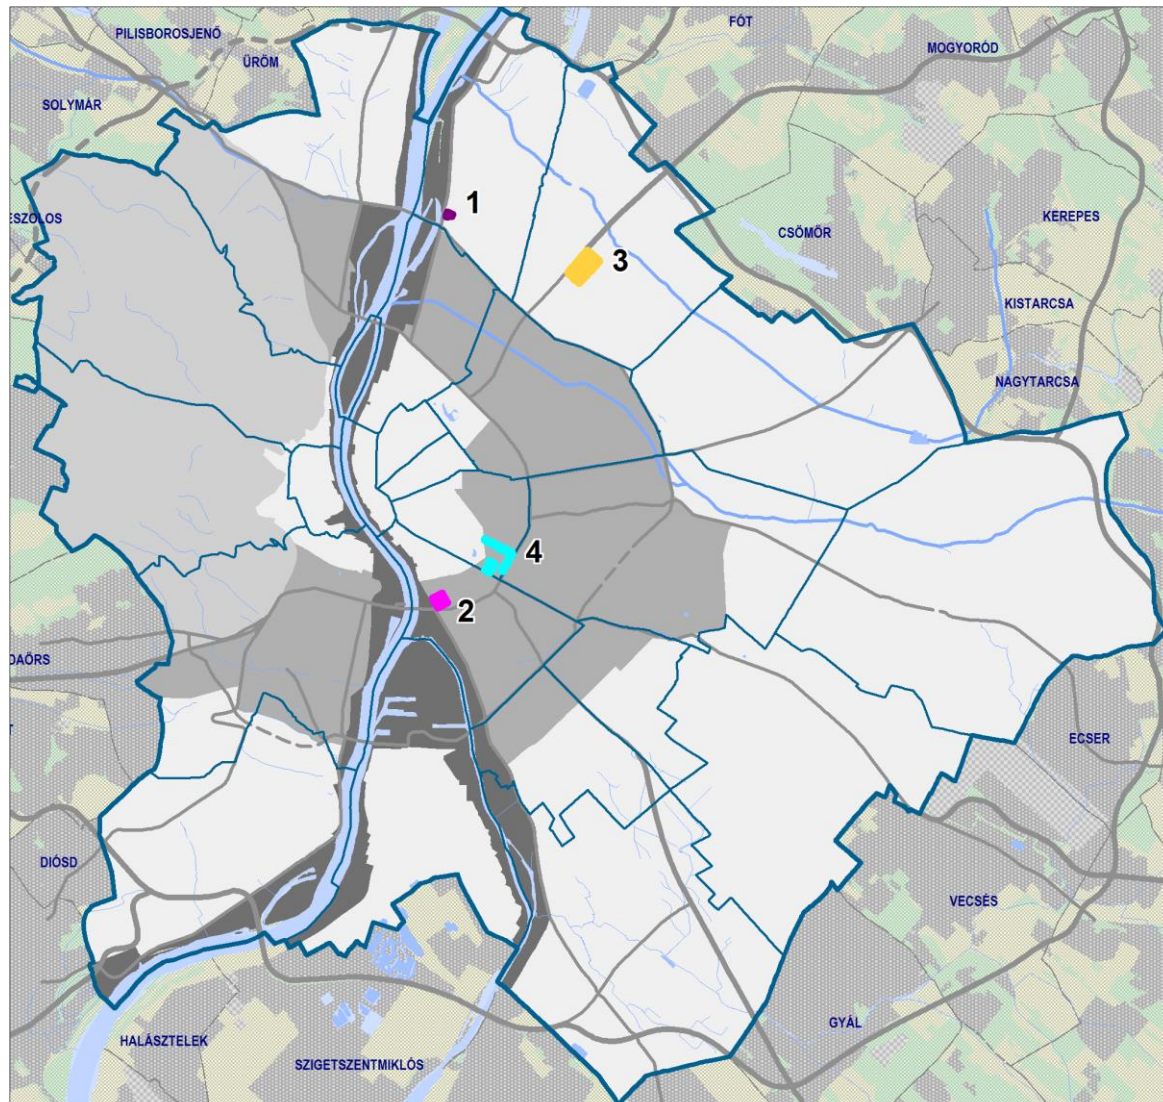 FÓT
PILISBOROSJENŐ
MOGYORÓD
ÜRÖM
SOLYMÁR
1
ESZŐLŐS
KEREPES
CSÖMÖR
3
KISTARCSA
NAGYTARCSA
4
2
DAÖRS
T
ECSER
DIÓSD
VECSÉS
GYÁL
HALÁSZTELEK
SZIGETSZENTMIKLÓS